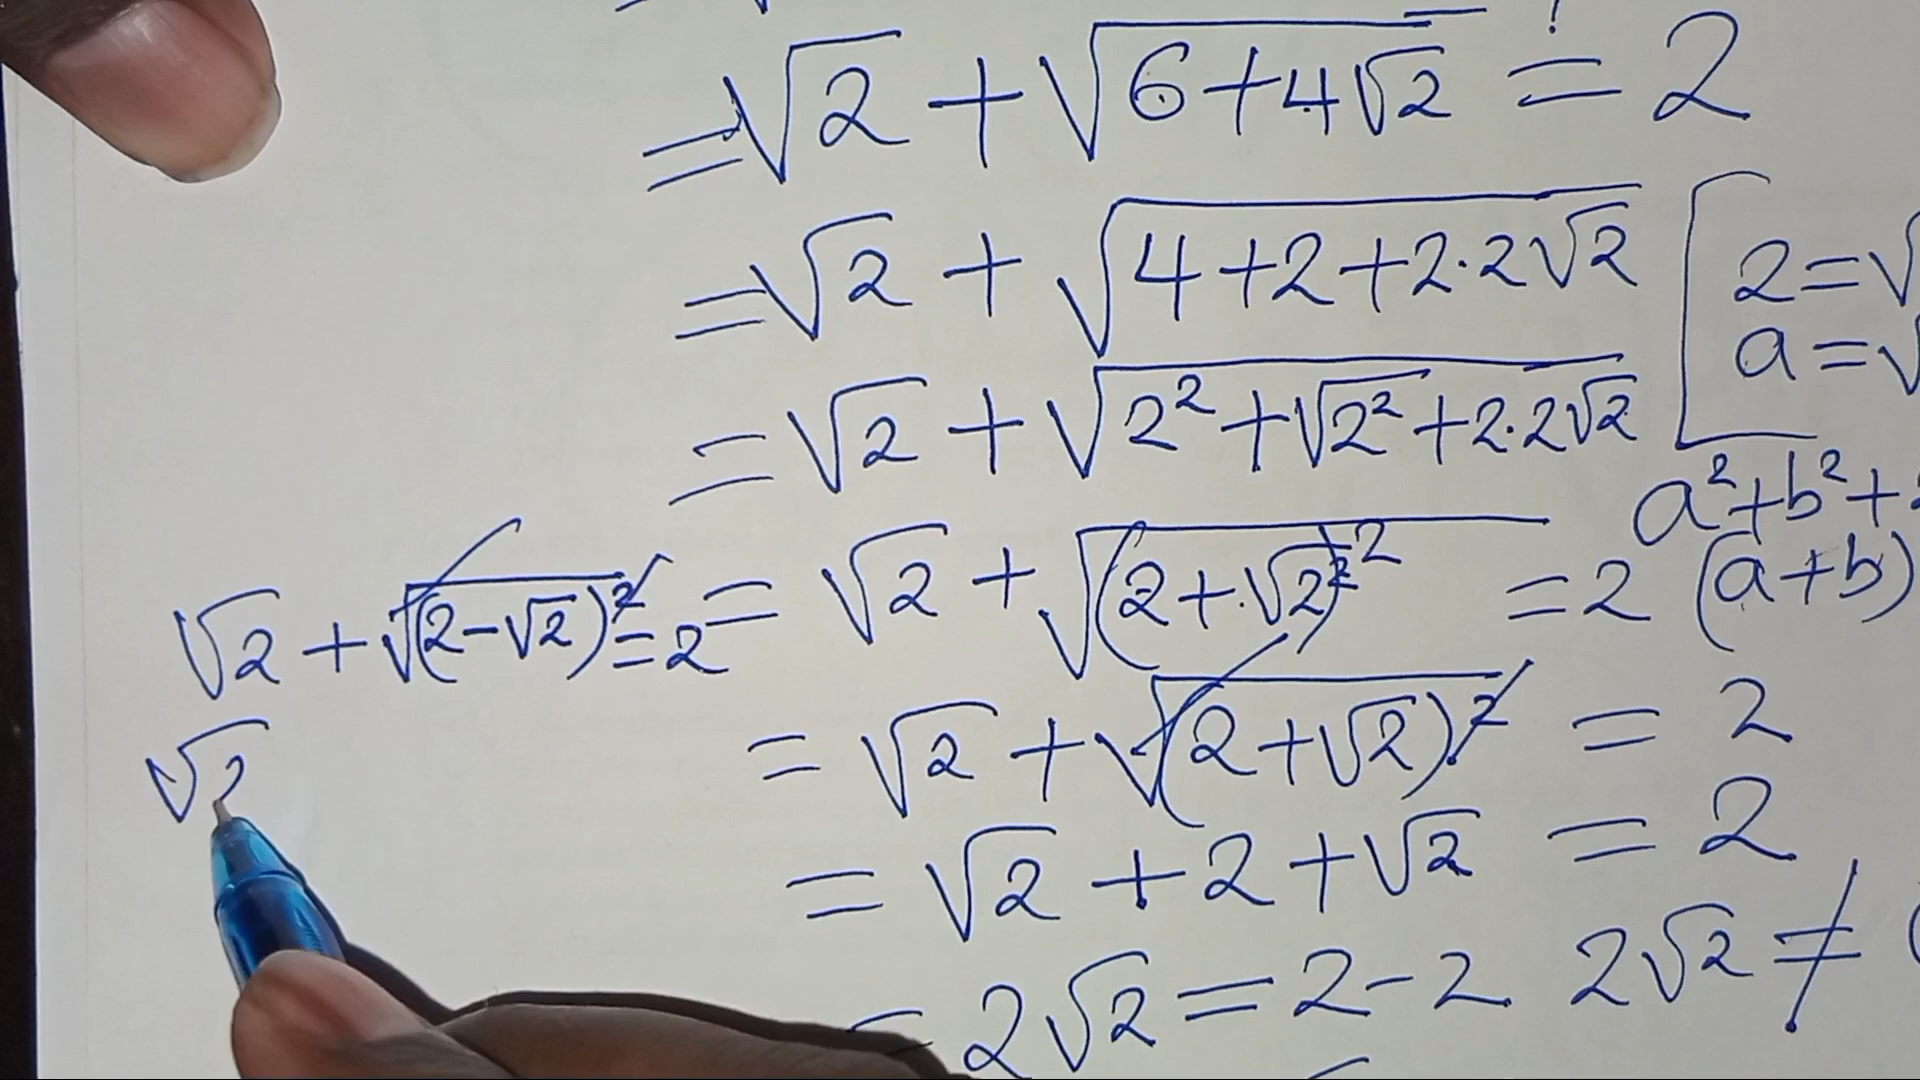 =√2 + √(6+4√2) = 2
=√2 + √(4+2+2·2√2)
= √2 + √(2²+√2²+2·2√2)
2=√
a=√
a²+b²+
= √2 + √(2+√2)² = 2 (a+b)
√2 + √(2-√2)² = 2
= √2 + √(2+√2)² = 2
√2
= √2 + 2 + √2 = 2
= 2√2 = 2-2 2√2 ≠